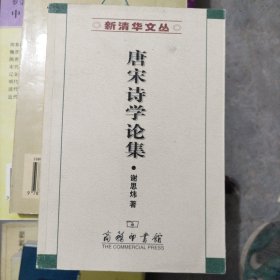 新清华文丛
唐宋诗学论集
·谢思炜 著
商务印书馆
THE COMMERCIAL PRESS
中